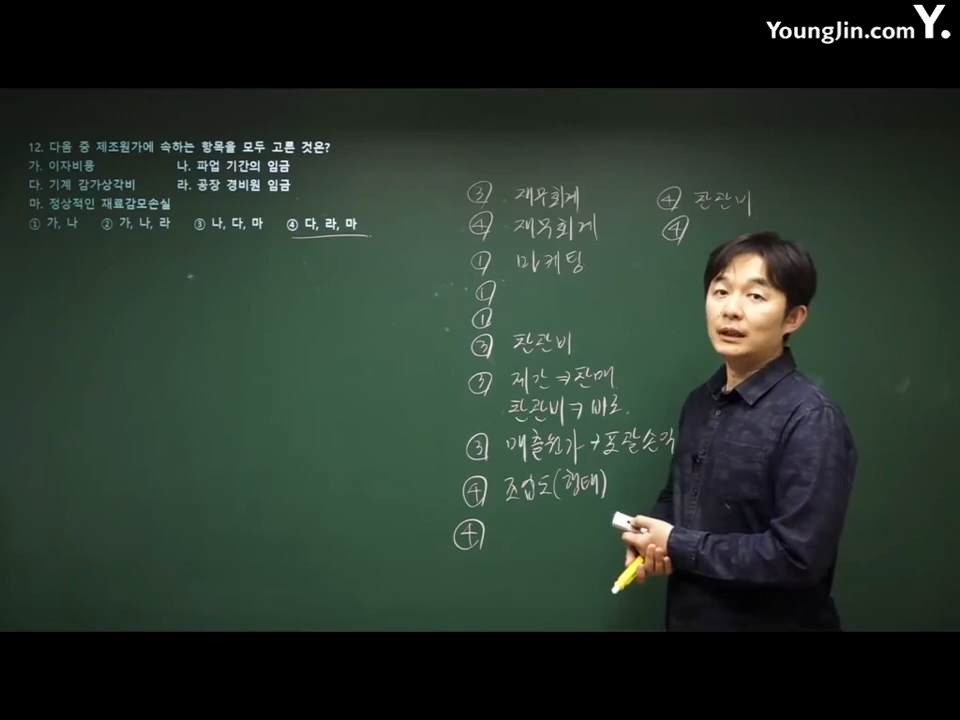 YoungJin.com Y.
12. 다음 중 제조원가에 속하는 항목을 모두 고른 것은?
가. 이자비용 나. 파업 기간의 임금
다. 기계 감가상각비 라. 공장 경비원 임금
마. 정상적인 재료감모손실
① 가, 나 ② 가, 나, 라 ③ 나, 다, 마 ④ 다, 라, 마
③ 재무회계
④ 재무회계
① 마케팅
①
①
③ 판관비
③ 제간 ⇒ 판매
판관비 ⇒ 비고.
③ 매출원가 → 포괄손익
④ 조업도(형태)
④
④ 판관비
④